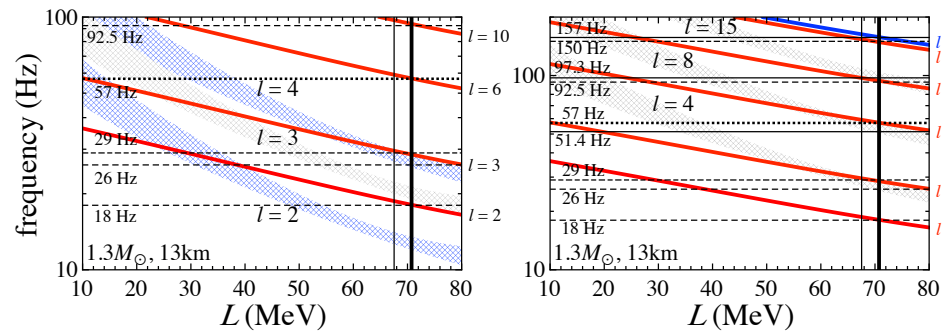 frequency (Hz)
100
10
92.5 Hz
57 Hz
29 Hz
26 Hz
18 Hz
l = 4
l = 3
l = 2
l = 10
l = 6
l = 3
l = 2
1.3M⊙, 13km
10 20 30 40 50 60 70 80
L (MeV)
100
10
157 Hz
150 Hz
97.3 Hz
92.5 Hz
57 Hz
51.4 Hz
29 Hz
26 Hz
18 Hz
l = 15
l = 8
l = 4
l
l
l
l
l
l
1.3M⊙, 13km
10 20 30 40 50 60 70 80
L (MeV)